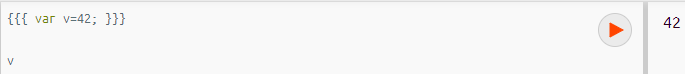 {{{ var v=42; }}}
v
42